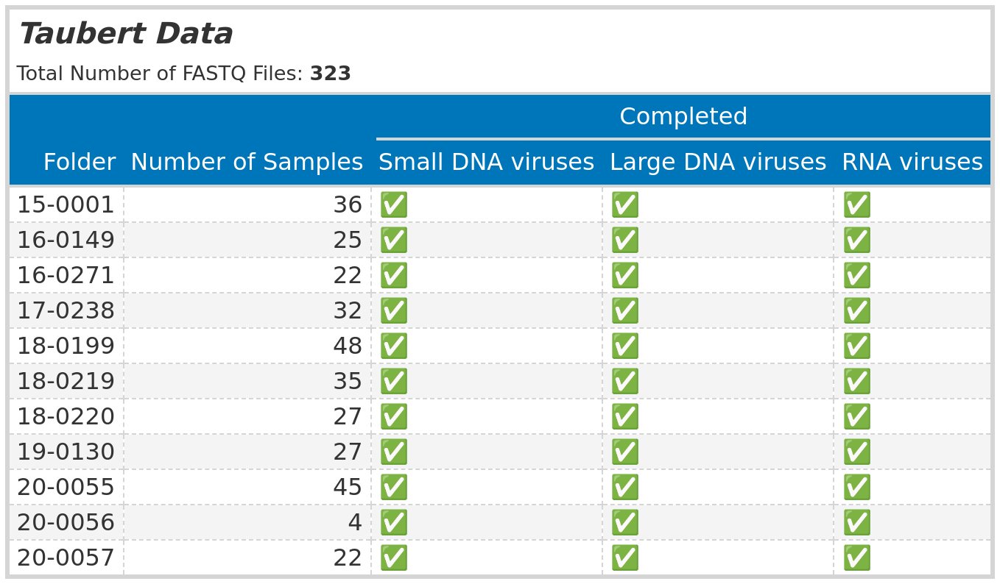 Taubert Data
Total Number of FASTQ Files: 323
Completed
Folder Number of Samples Small DNA viruses Large DNA viruses RNA viruses
15-0001 36 ✅ ✅ ✅
16-0149 25 ✅ ✅ ✅
16-0271 22 ✅ ✅ ✅
17-0238 32 ✅ ✅ ✅
18-0199 48 ✅ ✅ ✅
18-0219 35 ✅ ✅ ✅
18-0220 27 ✅ ✅ ✅
19-0130 27 ✅ ✅ ✅
20-0055 45 ✅ ✅ ✅
20-0056 4 ✅ ✅ ✅
20-0057 22 ✅ ✅ ✅